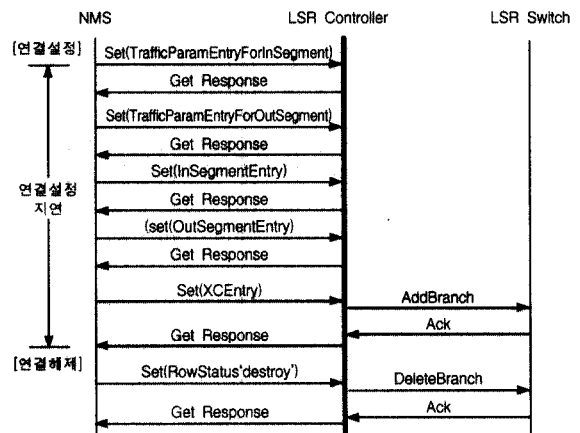 NMS LSR Controller LSR Switch
[연결설정]
Set(TrafficParamEntryForInSegment)
Get Response
Set(TrafficParamEntryForOutSegment)
Get Response
Set(InSegmentEntry)
연결설정
지연
Get Response
(set(OutSegmentEntry)
Get Response
Set(XCEntry)
AddBranch
Ack
Get Response
[연결해제]
Set(RowStatus'destroy')
DeleteBranch
Ack
Get Response